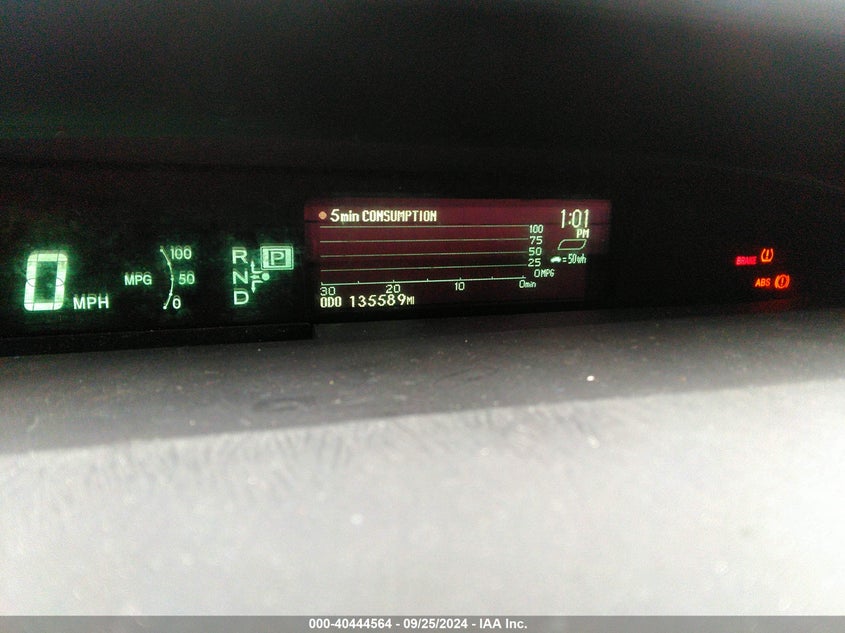 0 MPH
MPG
100
50
0
R
N
D
P
5min CONSUMPTION
1:01
PM
100
75
50
25
0MPG
=50wh
30 20 10 0min
ODO 135589MI
BRAKE (!)
ABS (!)
000-40444564 - 09/25/2024 - IAA Inc.